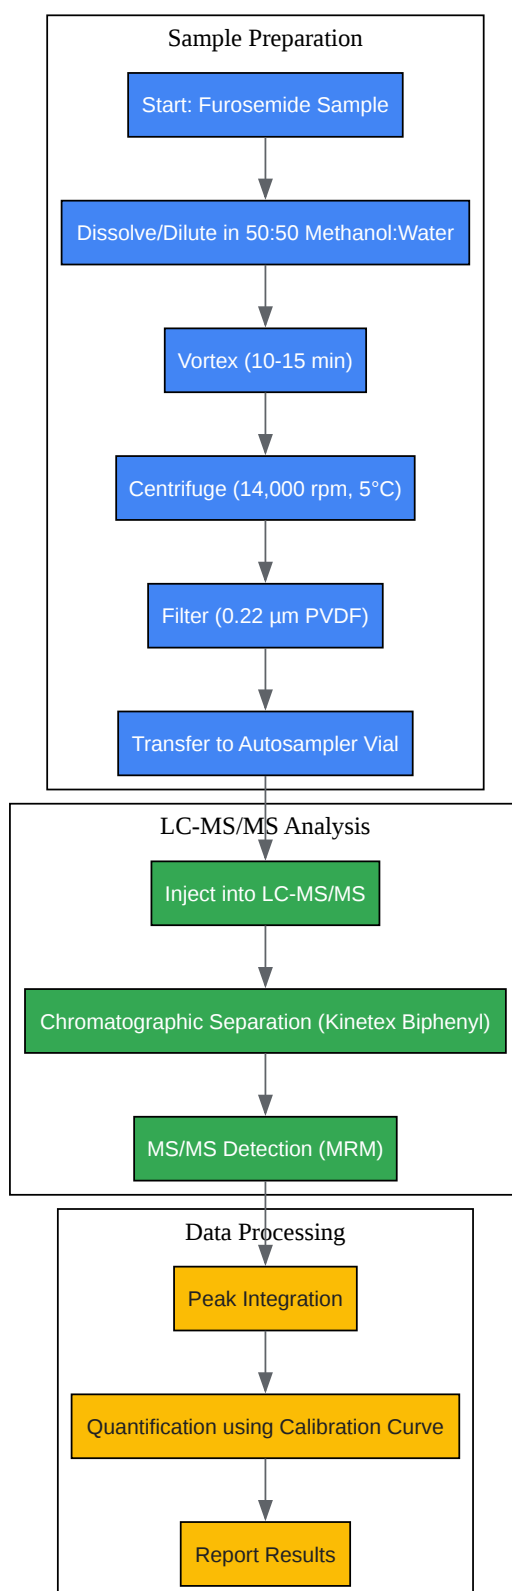 Sample Preparation
Start: Furosemide Sample
Dissolve/Dilute in 50:50 Methanol:Water
Vortex (10-15 min)
Centrifuge (14,000 rpm, 5°C)
Filter (0.22 µm PVDF)
Transfer to Autosampler Vial
LC-MS/MS Analysis
Inject into LC-MS/MS
Chromatographic Separation (Kinetex Biphenyl)
MS/MS Detection (MRM)
Data Processing
Peak Integration
Quantification using Calibration Curve
Report Results